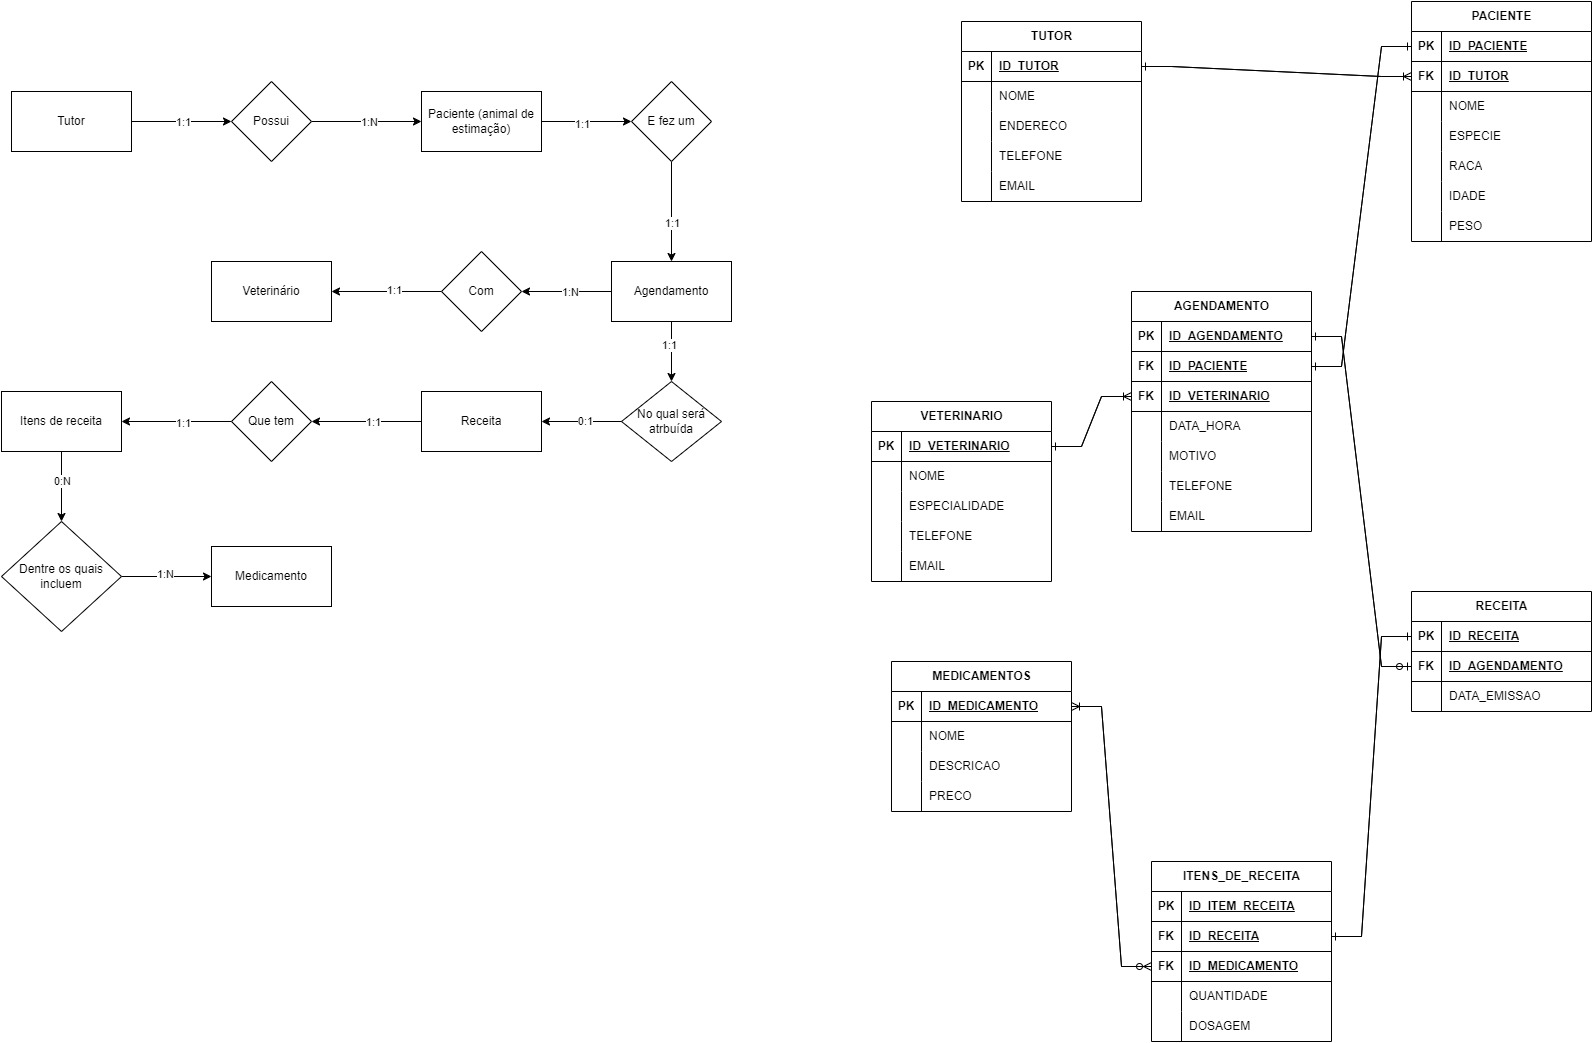 Tutor
1:1
Possui
1:N
Paciente (animal de
estimação)
1:1
E fez um
1:1
Veterinário
1:1
Com
1:N
Agendamento
1:1
Itens de receita
1:1
Que tem
1:1
Receita
0:1
No qual será
atrbuída
0:N
Dentre os quais
incluem
1:N
Medicamento
TUTOR
PK ID_TUTOR
NOME
ENDERECO
TELEFONE
EMAIL
PACIENTE
PK ID_PACIENTE
FK ID_TUTOR
NOME
ESPECIE
RACA
IDADE
PESO
AGENDAMENTO
PK ID_AGENDAMENTO
FK ID_PACIENTE
FK ID_VETERINARIO
DATA_HORA
MOTIVO
TELEFONE
EMAIL
VETERINARIO
PK ID_VETERINARIO
NOME
ESPECIALIDADE
TELEFONE
EMAIL
RECEITA
PK ID_RECEITA
FK ID_AGENDAMENTO
DATA_EMISSAO
MEDICAMENTOS
PK ID_MEDICAMENTO
NOME
DESCRICAO
PRECO
ITENS_DE_RECEITA
PK ID_ITEM_RECEITA
FK ID_RECEITA
FK ID_MEDICAMENTO
QUANTIDADE
DOSAGEM